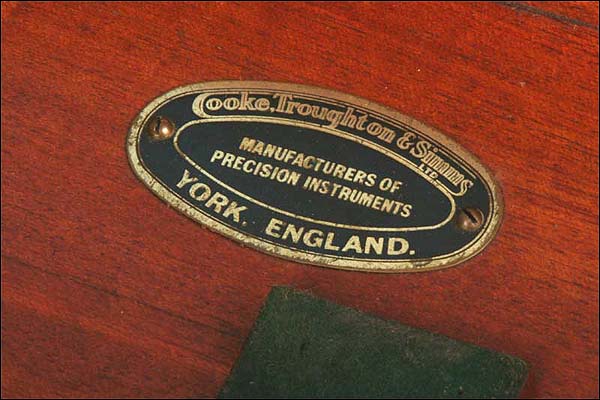 Cooke, Troughton & Simms
LTD.
MANUFACTURERS OF
PRECISION INSTRUMENTS
YORK, ENGLAND.